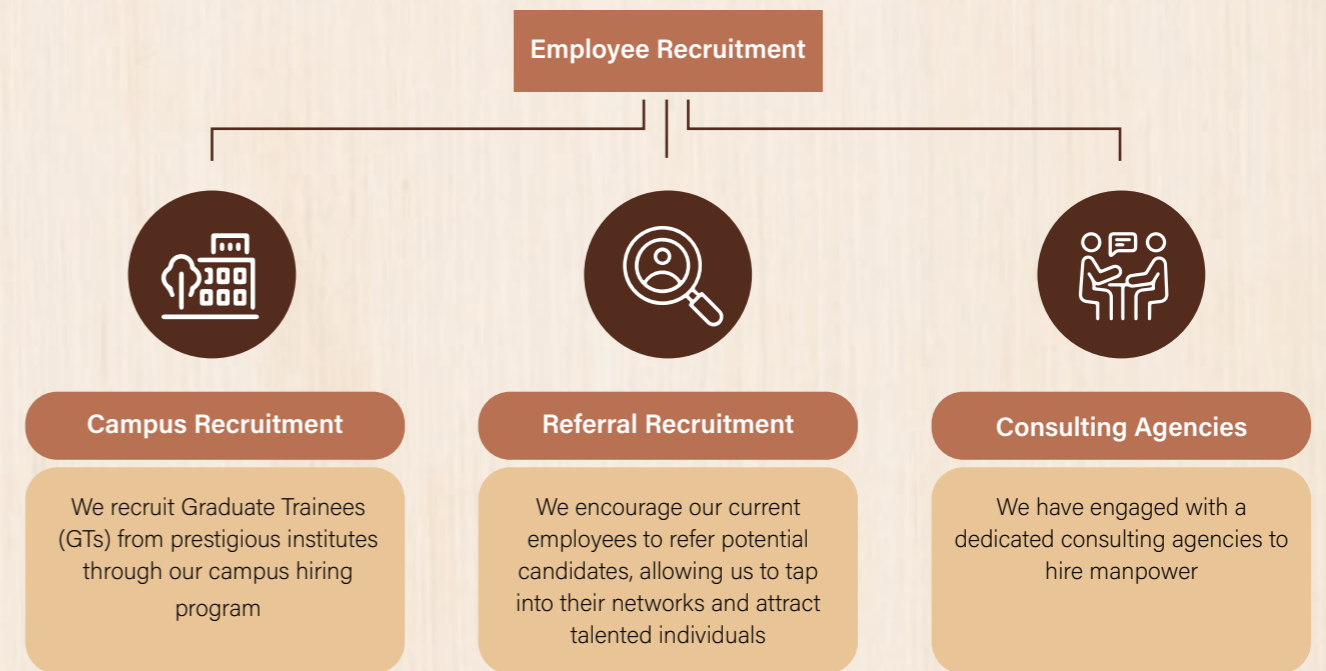 Employee Recruitment
Campus Recruitment
We recruit Graduate Trainees
(GTs) from prestigious institutes
through our campus hiring
program
Referral Recruitment
We encourage our current
employees to refer potential
candidates, allowing us to tap
into their networks and attract
talented individuals
Consulting Agencies
We have engaged with a
dedicated consulting agencies to
hire manpower